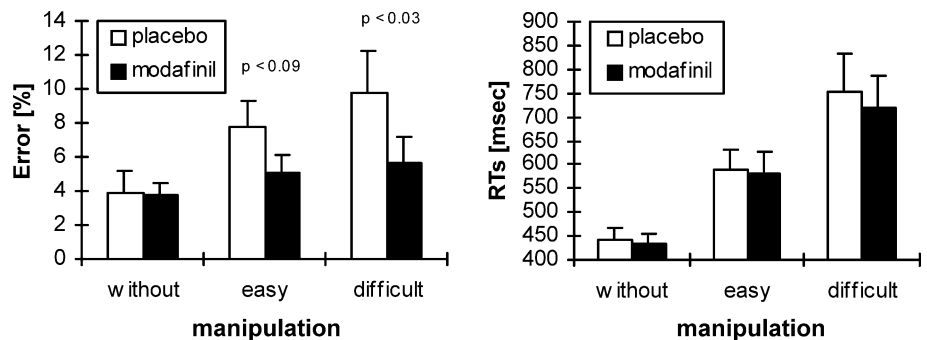 Error [%]
14
12
10
8
6
4
2
0
placebo
modafinil
p <0.09
p <0.03
without
easy
difficult
manipulation
RTs [msec]
900
850
800
750
700
650
600
550
500
450
400
placebo
modafinil
without
easy
difficult
manipulation